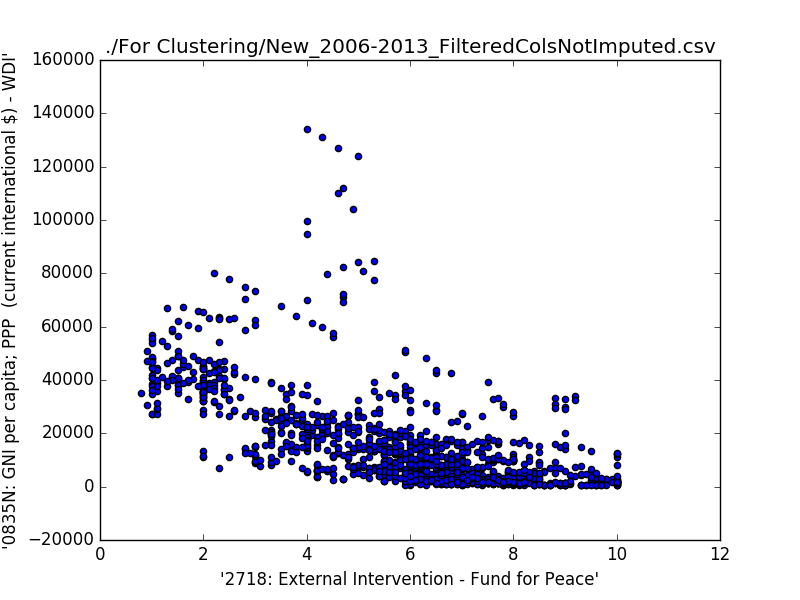 ./For Clustering/New_2006-2013_FilteredColsNotImputed.csv
'0835N: GNI per capita; PPP  (current international $) - WDI'
160000
140000
120000
100000
80000
60000
40000
20000
0
−20000
0 2 4 6 8 10 12
'2718: External Intervention - Fund for Peace'